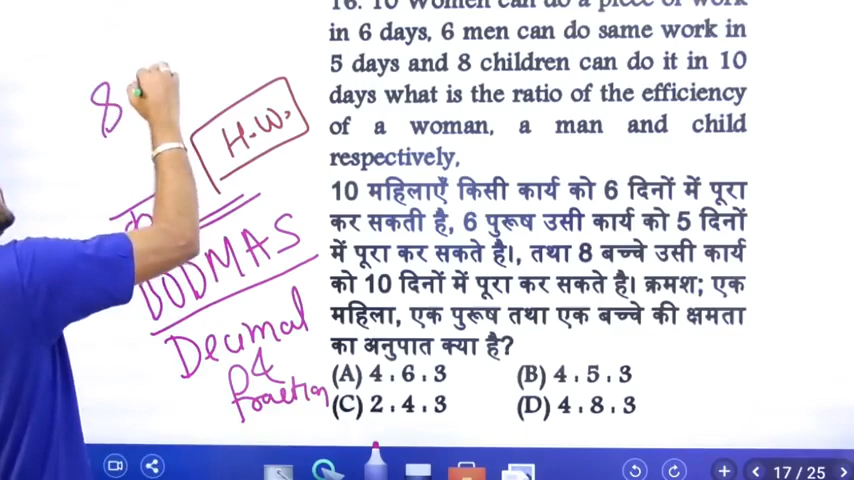 16. 10 Women can do a piece of work
in 6 days, 6 men can do same work in
5 days and 8 children can do it in 10
days what is the ratio of the efficiency
of a woman, a man and child
respectively,
10 महिलाएँ किसी कार्य को 6 दिनों में पूरा
कर सकती है, 6 पुरूष उसी कार्य को 5 दिनों
में पूरा कर सकते है।, तथा 8 बच्चे उसी कार्य
को 10 दिनों में पूरा कर सकते है। क्रमश; एक
महिला, एक पुरूष तथा एक बच्चे की क्षमता
का अनुपात क्या है?
(A) 4 : 6 : 3 (B) 4 : 5 : 3
(C) 2 : 4 : 3 (D) 4 : 8 : 3
8
H.W.
BODMAS
Decimal
&
fraction
17 / 25